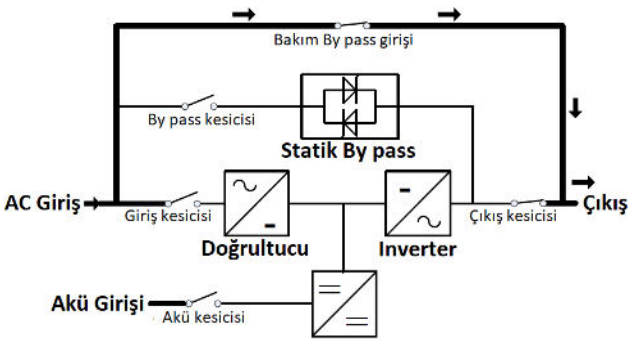 Bakım By pass girişi
By pass kesicisi
Statik By pass
AC Giriş
Giriş kesicisi
Çıkış kesicisi
Çıkış
Doğrultucu
Inverter
Akü Girişi
Akü kesicisi